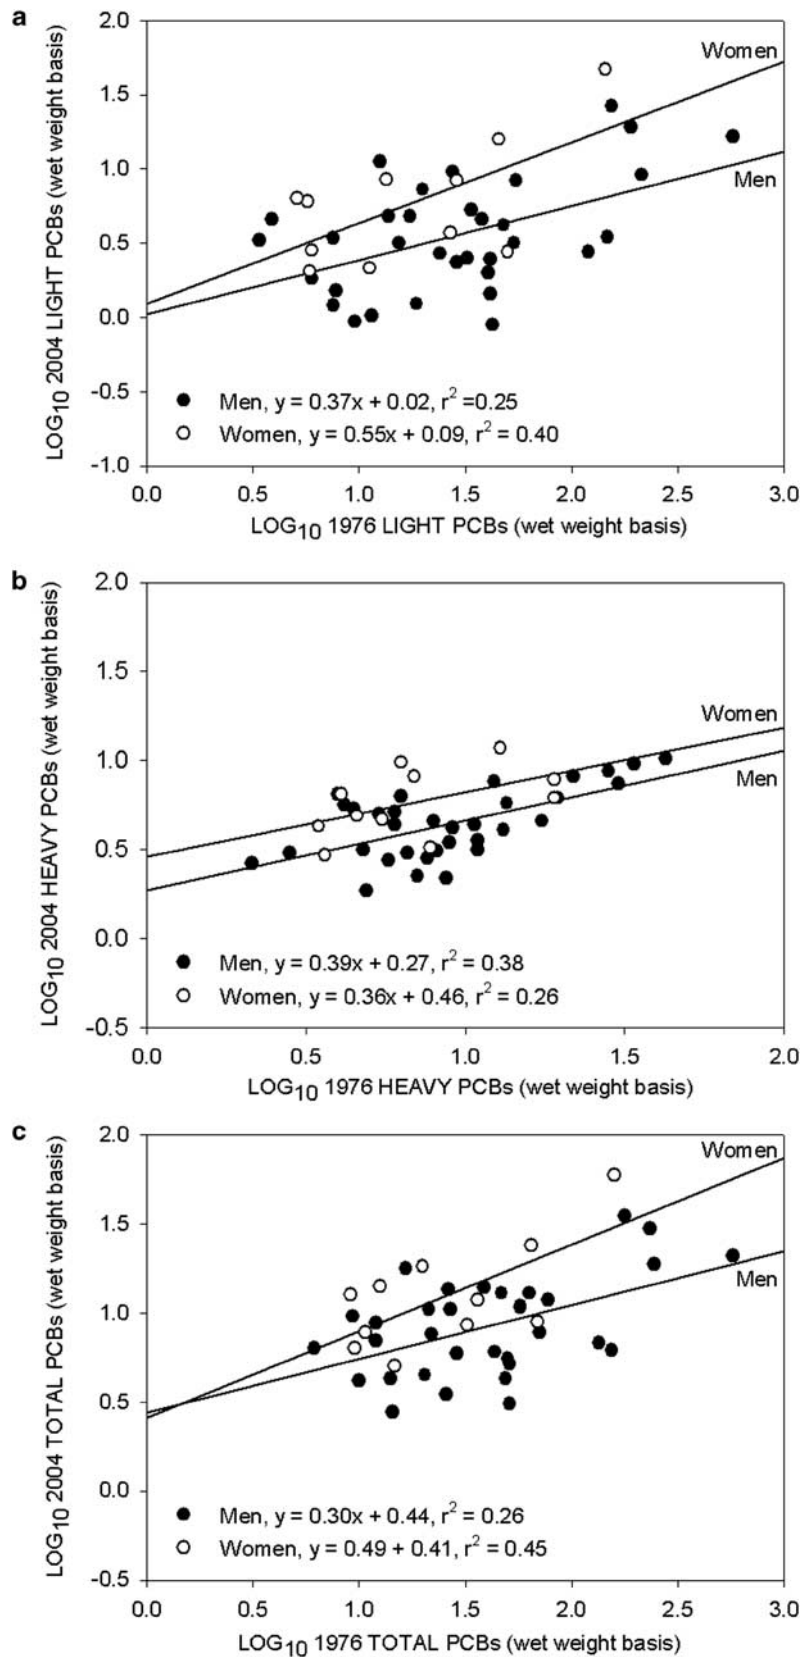 a
LOG10 2004 LIGHT PCBs (wet weight basis)
2.0
1.5
1.0
0.5
0.0
-0.5
-1.0
Women
Men
Men, y = 0.37x + 0.02, r2 =0.25
Women, y = 0.55x + 0.09, r2 = 0.40
0.0 0.5 1.0 1.5 2.0 2.5 3.0
LOG10 1976 LIGHT PCBs (wet weight basis)
b
LOG10 2004 HEAVY PCBs (wet weight basis)
2.0
1.5
1.0
0.5
0.0
-0.5
Women
Men
Men, y = 0.39x + 0.27, r2 = 0.38
Women, y = 0.36x + 0.46, r2 = 0.26
0.0 0.5 1.0 1.5 2.0
LOG10 1976 HEAVY PCBs (wet weight basis)
c
LOG10 2004 TOTAL PCBs (wet weight basis)
2.0
1.5
1.0
0.5
0.0
-0.5
Women
Men
Men, y = 0.30x + 0.44, r2 = 0.26
Women, y = 0.49 + 0.41, r2 = 0.45
0.0 0.5 1.0 1.5 2.0 2.5 3.0
LOG10 1976 TOTAL PCBs (wet weight basis)